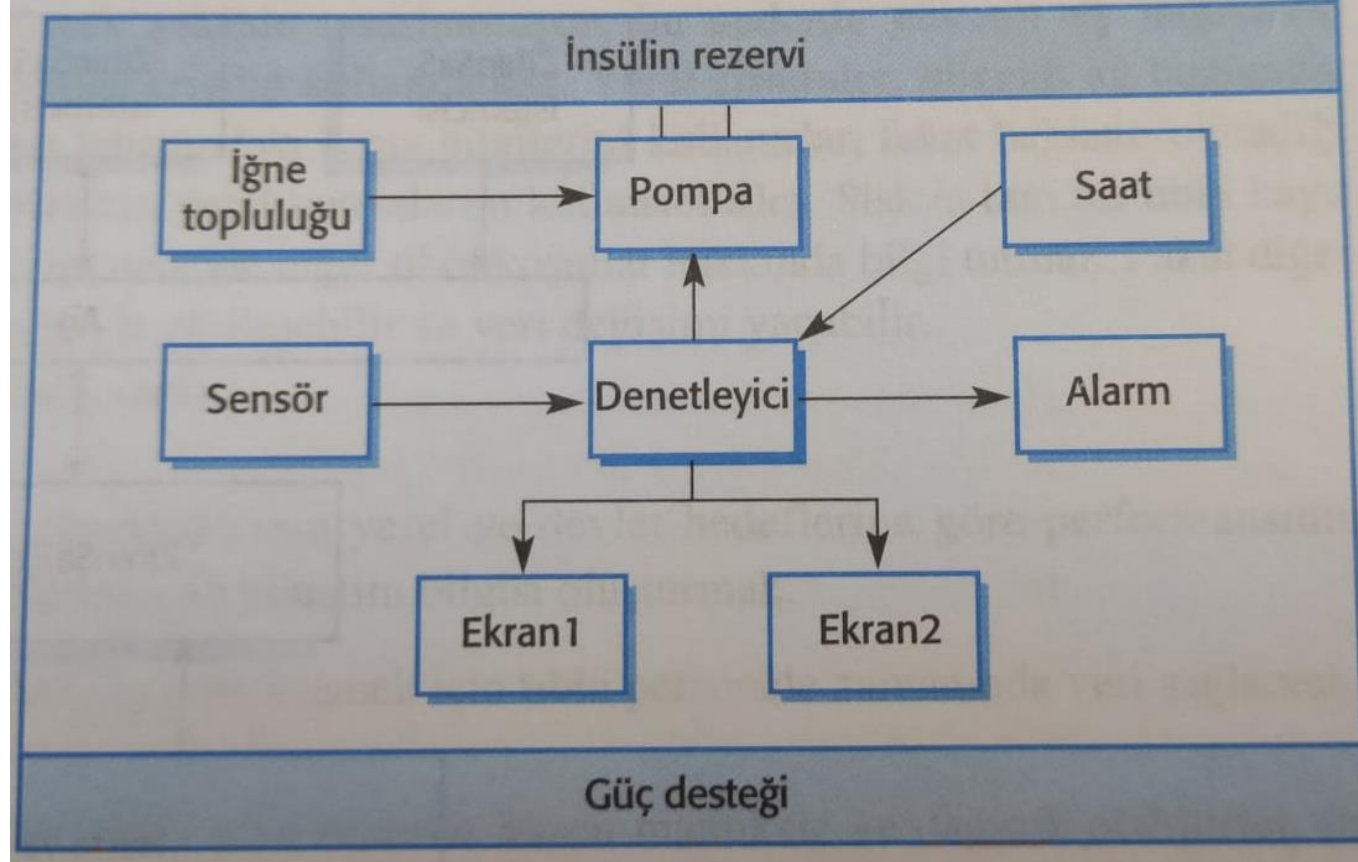 İnsülin rezervi
İğne
topluluğu
Pompa
Saat
Sensör
Denetleyici
Alarm
Ekran1
Ekran2
Güç desteği